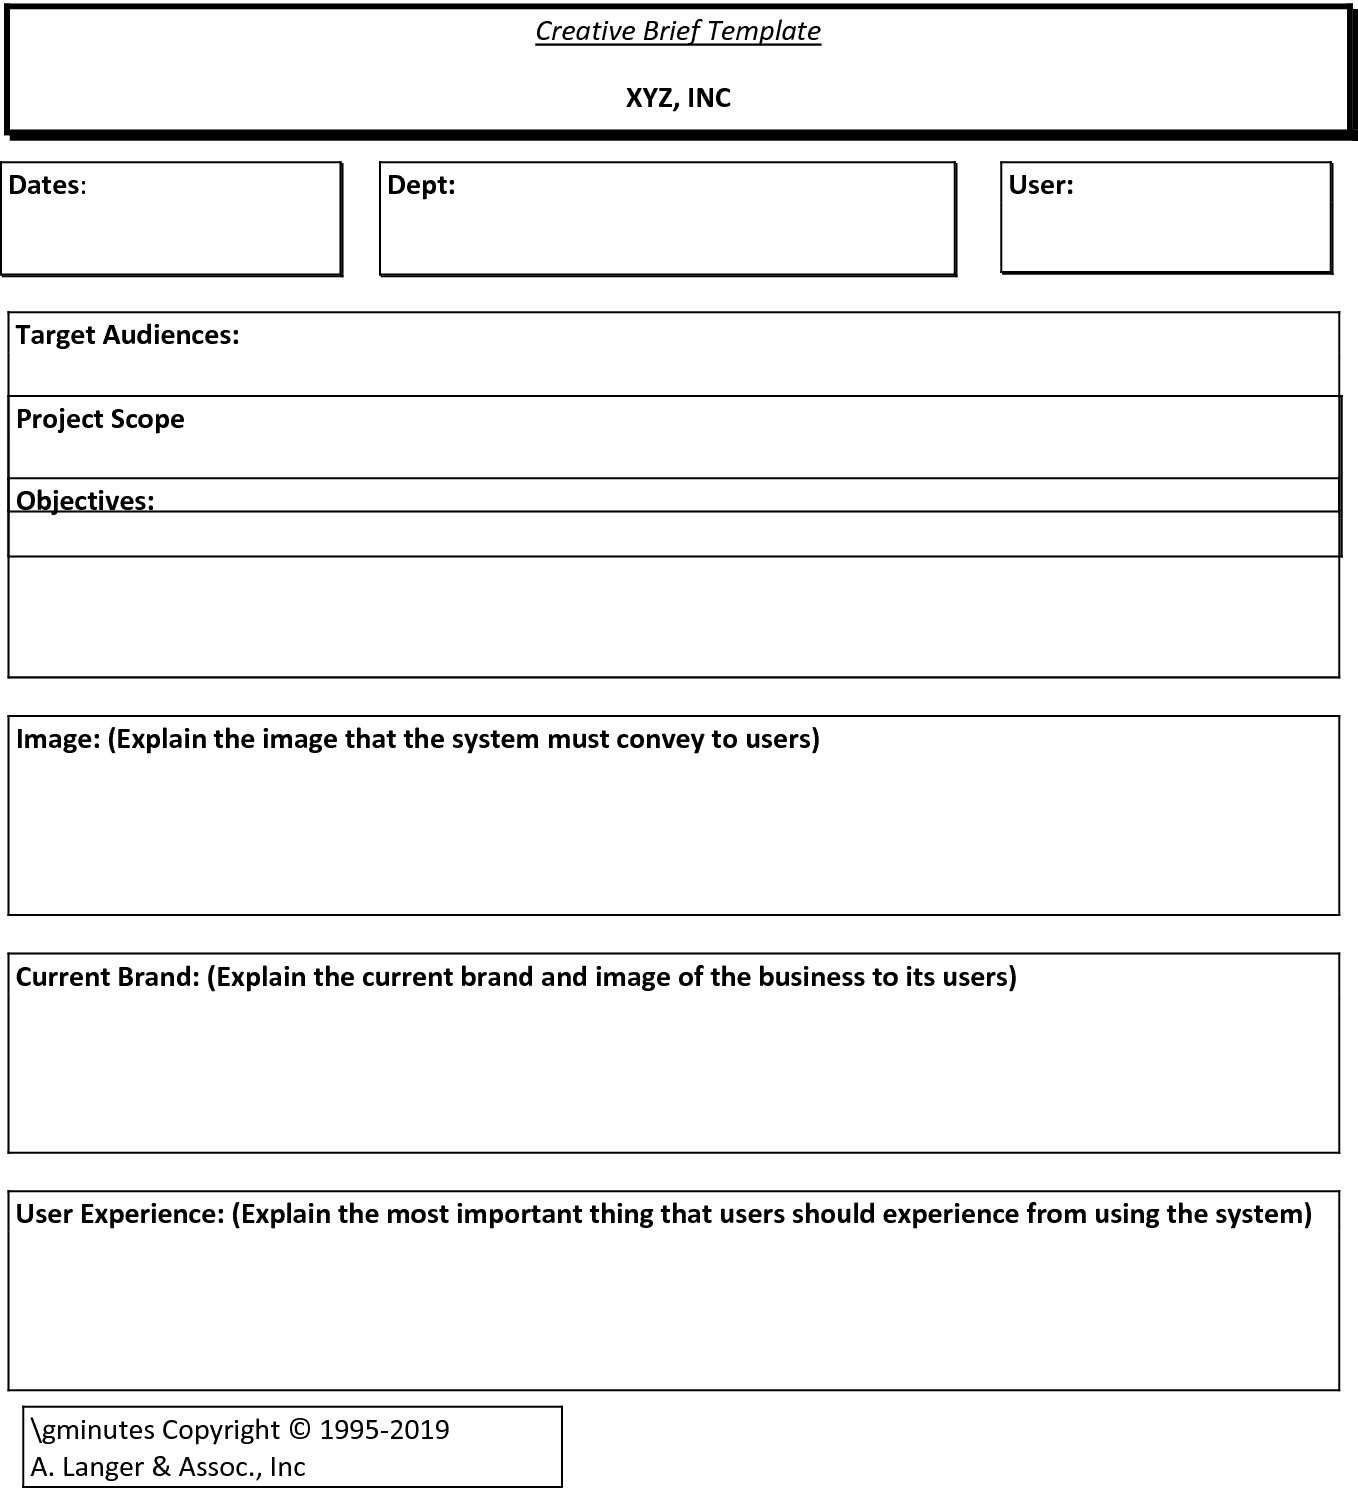 Creative Brief Template
XYZ, INC
Dates:
Dept:
User:
Target Audiences:
Project Scope
Objectives:
Image: (Explain the image that the system must convey to users)
Current Brand: (Explain the current brand and image of the business to its users)
User Experience: (Explain the most important thing that users should experience from using the system)
\gminutes Copyright © 1995-2019
A. Langer & Assoc., Inc